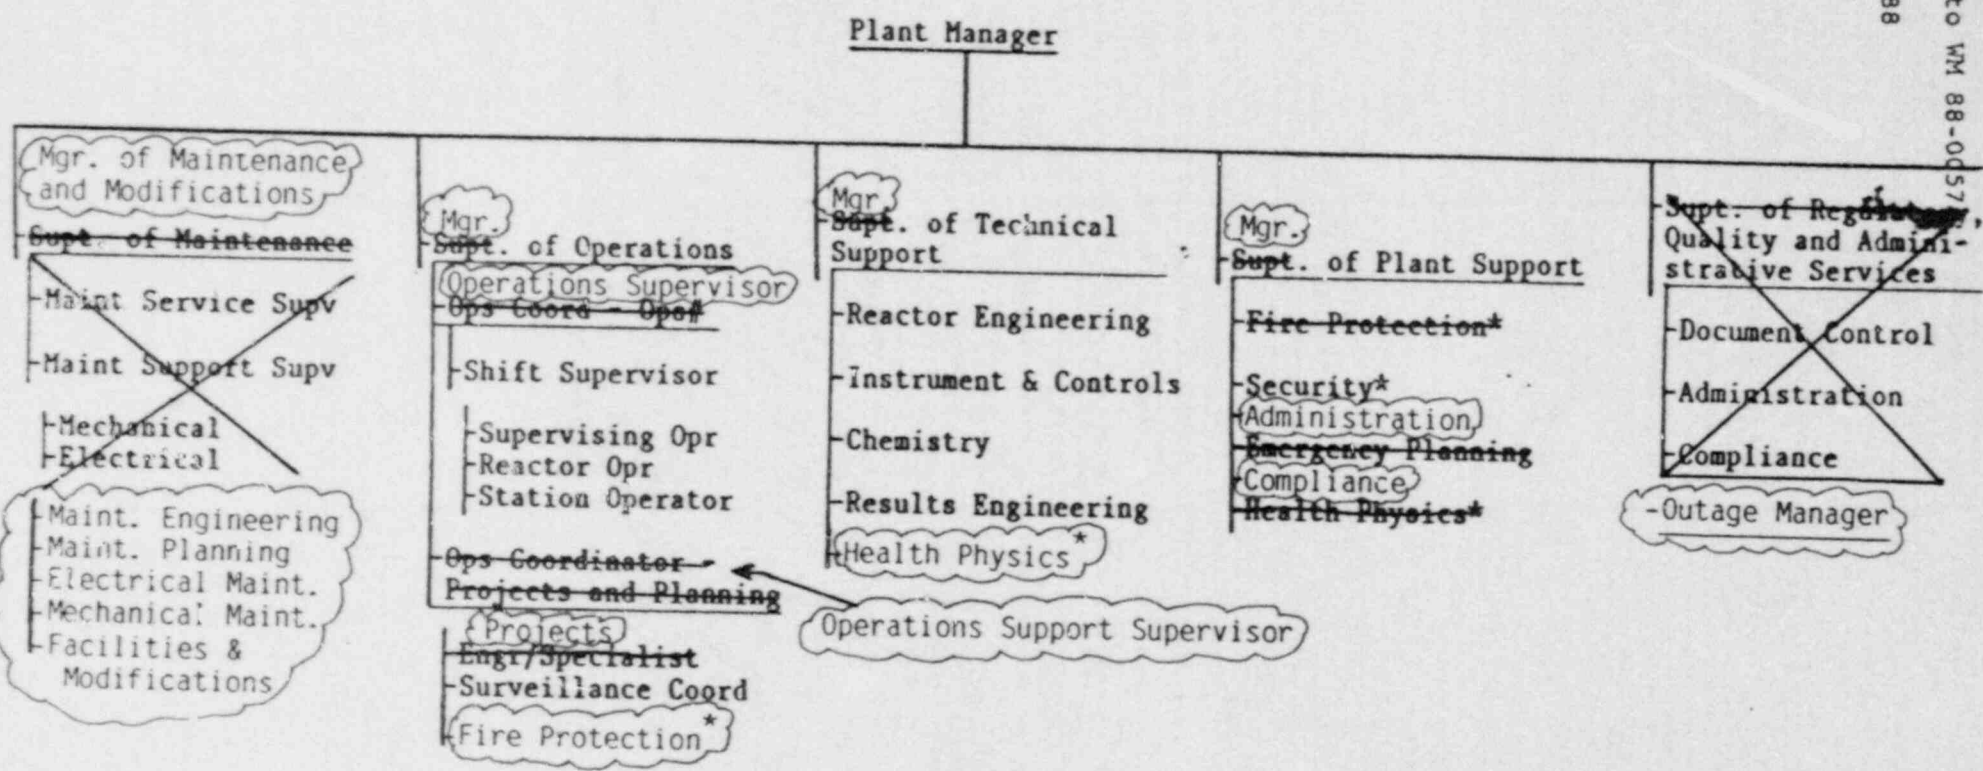 to WM 88-0057
88
Plant Manager
Mgr. of Maintenance
and Modifications
Supt. of Maintenance
Maint Service Supv
Maint Support Supv
Mechanical
Electrical
Maint. Engineering
Maint. Planning
Electrical Maint.
Mechanical Maint.
Facilities &
Modifications
Mgr.
Supt. of Operations
Operations Supervisor
Ops Coord - Ops#
Shift Supervisor
Supervising Opr
Reactor Opr
Station Operator
Ops Coordinator -
Projects and Planning
Projects
Engr/Specialist
Surveillance Coord
Fire Protection*
Mgr.
Supt. of Technical
Support
Reactor Engineering
Instrument & Controls
Chemistry
Results Engineering
Health Physics*
Operations Support Supervisor
Mgr.
Supt. of Plant Support
Fire Protection*
Security*
Administration
Emergency Planning
Compliance
Health Physics*
Supt. of
Quality and Admini-
strative Services
Document Control
Administration
Compliance
-Outage Manager